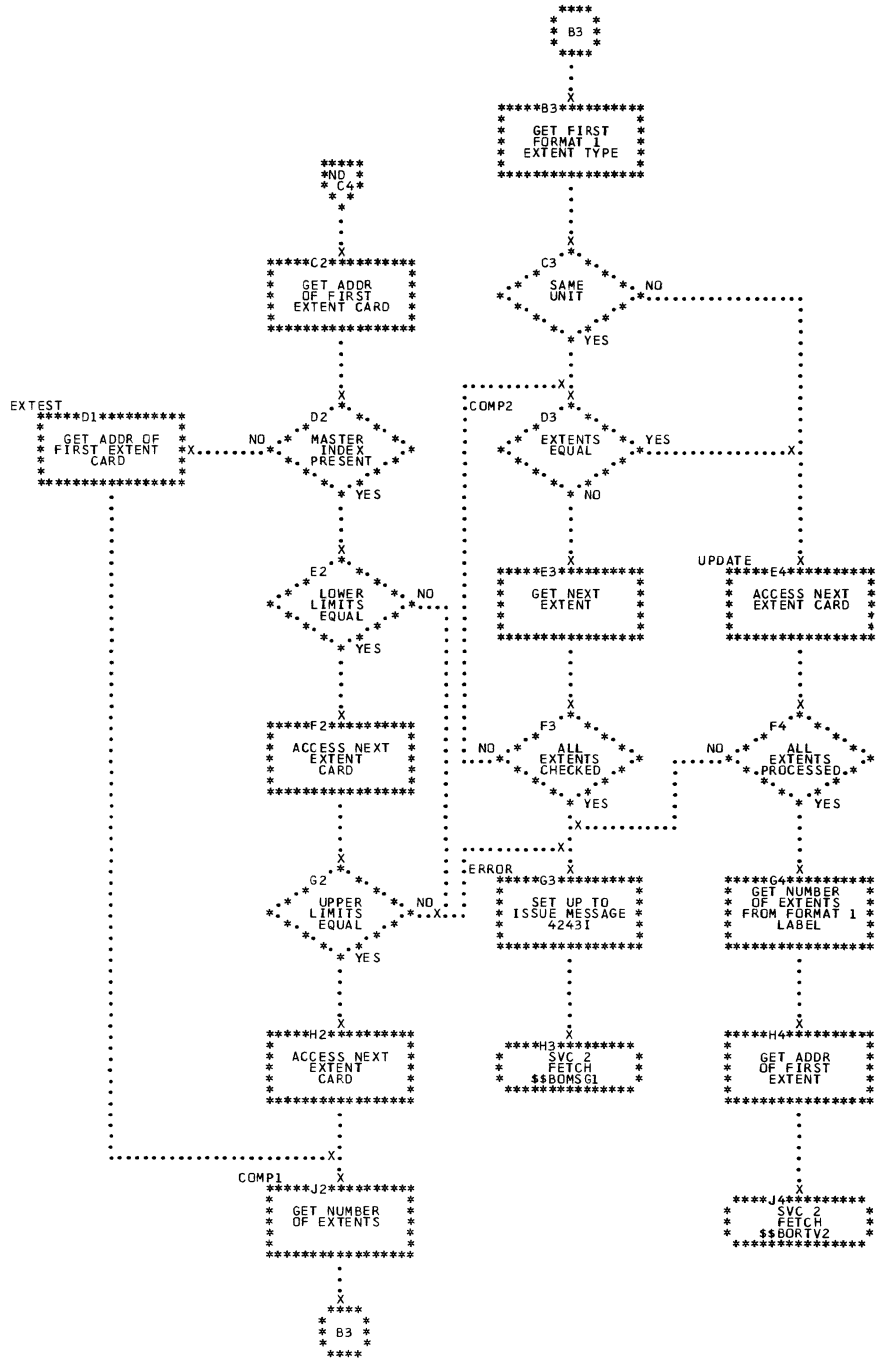 B3
B3
GET FIRST
FORMAT 1
EXTENT TYPE
ND
C4
C2
GET ADDR
OF FIRST
EXTENT CARD
C3
SAME
UNIT
NO
YES
EXTEST
D1
GET ADDR OF
FIRST EXTENT
CARD
NO
D2
MASTER
INDEX
PRESENT
YES
COMP2
D3
EXTENTS
EQUAL
YES
NO
E2
LOWER
LIMITS
EQUAL
NO
YES
E3
GET NEXT
EXTENT
UPDATE
E4
ACCESS NEXT
EXTENT CARD
F2
ACCESS NEXT
EXTENT
CARD
F3
NO
ALL
EXTENTS
CHECKED
YES
F4
NO
ALL
EXTENTS
PROCESSED
YES
G2
UPPER
LIMITS
EQUAL
NO
YES
ERROR
G3
SET UP TO
ISSUE MESSAGE
4243I
G4
GET NUMBER
OF EXTENTS
FROM FORMAT 1
LABEL
H2
ACCESS NEXT
EXTENT
CARD
H3
SVC 2
FETCH
$$BOMSG1
H4
GET ADDR
OF FIRST
EXTENT
COMP1
J2
GET NUMBER
OF EXTENTS
J4
SVC 2
FETCH
$$BORTV2
B3